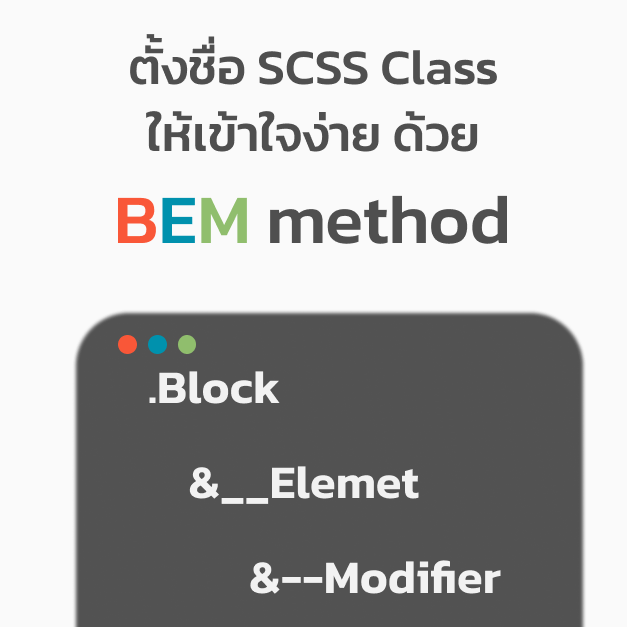 ตั้งชื่อ SCSS Class
ให้เข้าใจง่าย ด้วย
BEM method
.Block
&__Elemet
&--Modifier